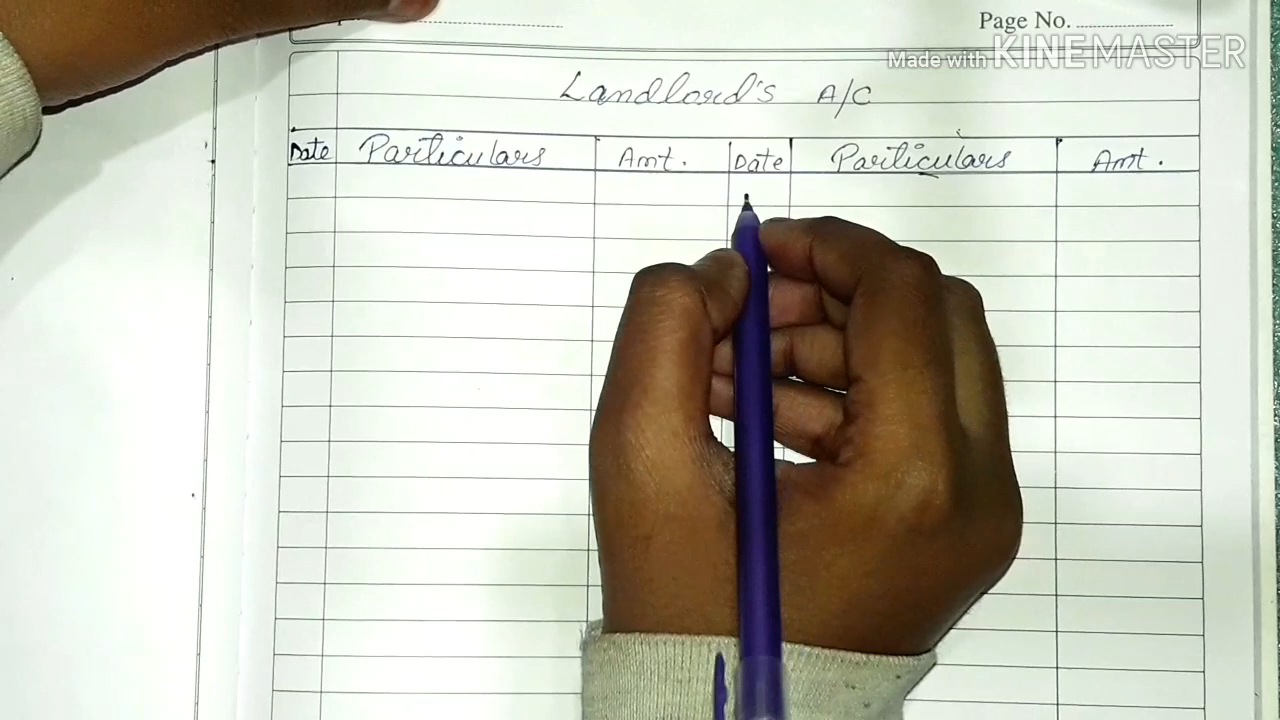 Page No.
Made with KINEMASTER
Landlord's A/C
Date Particulars Amt. Date Particulars Amt.